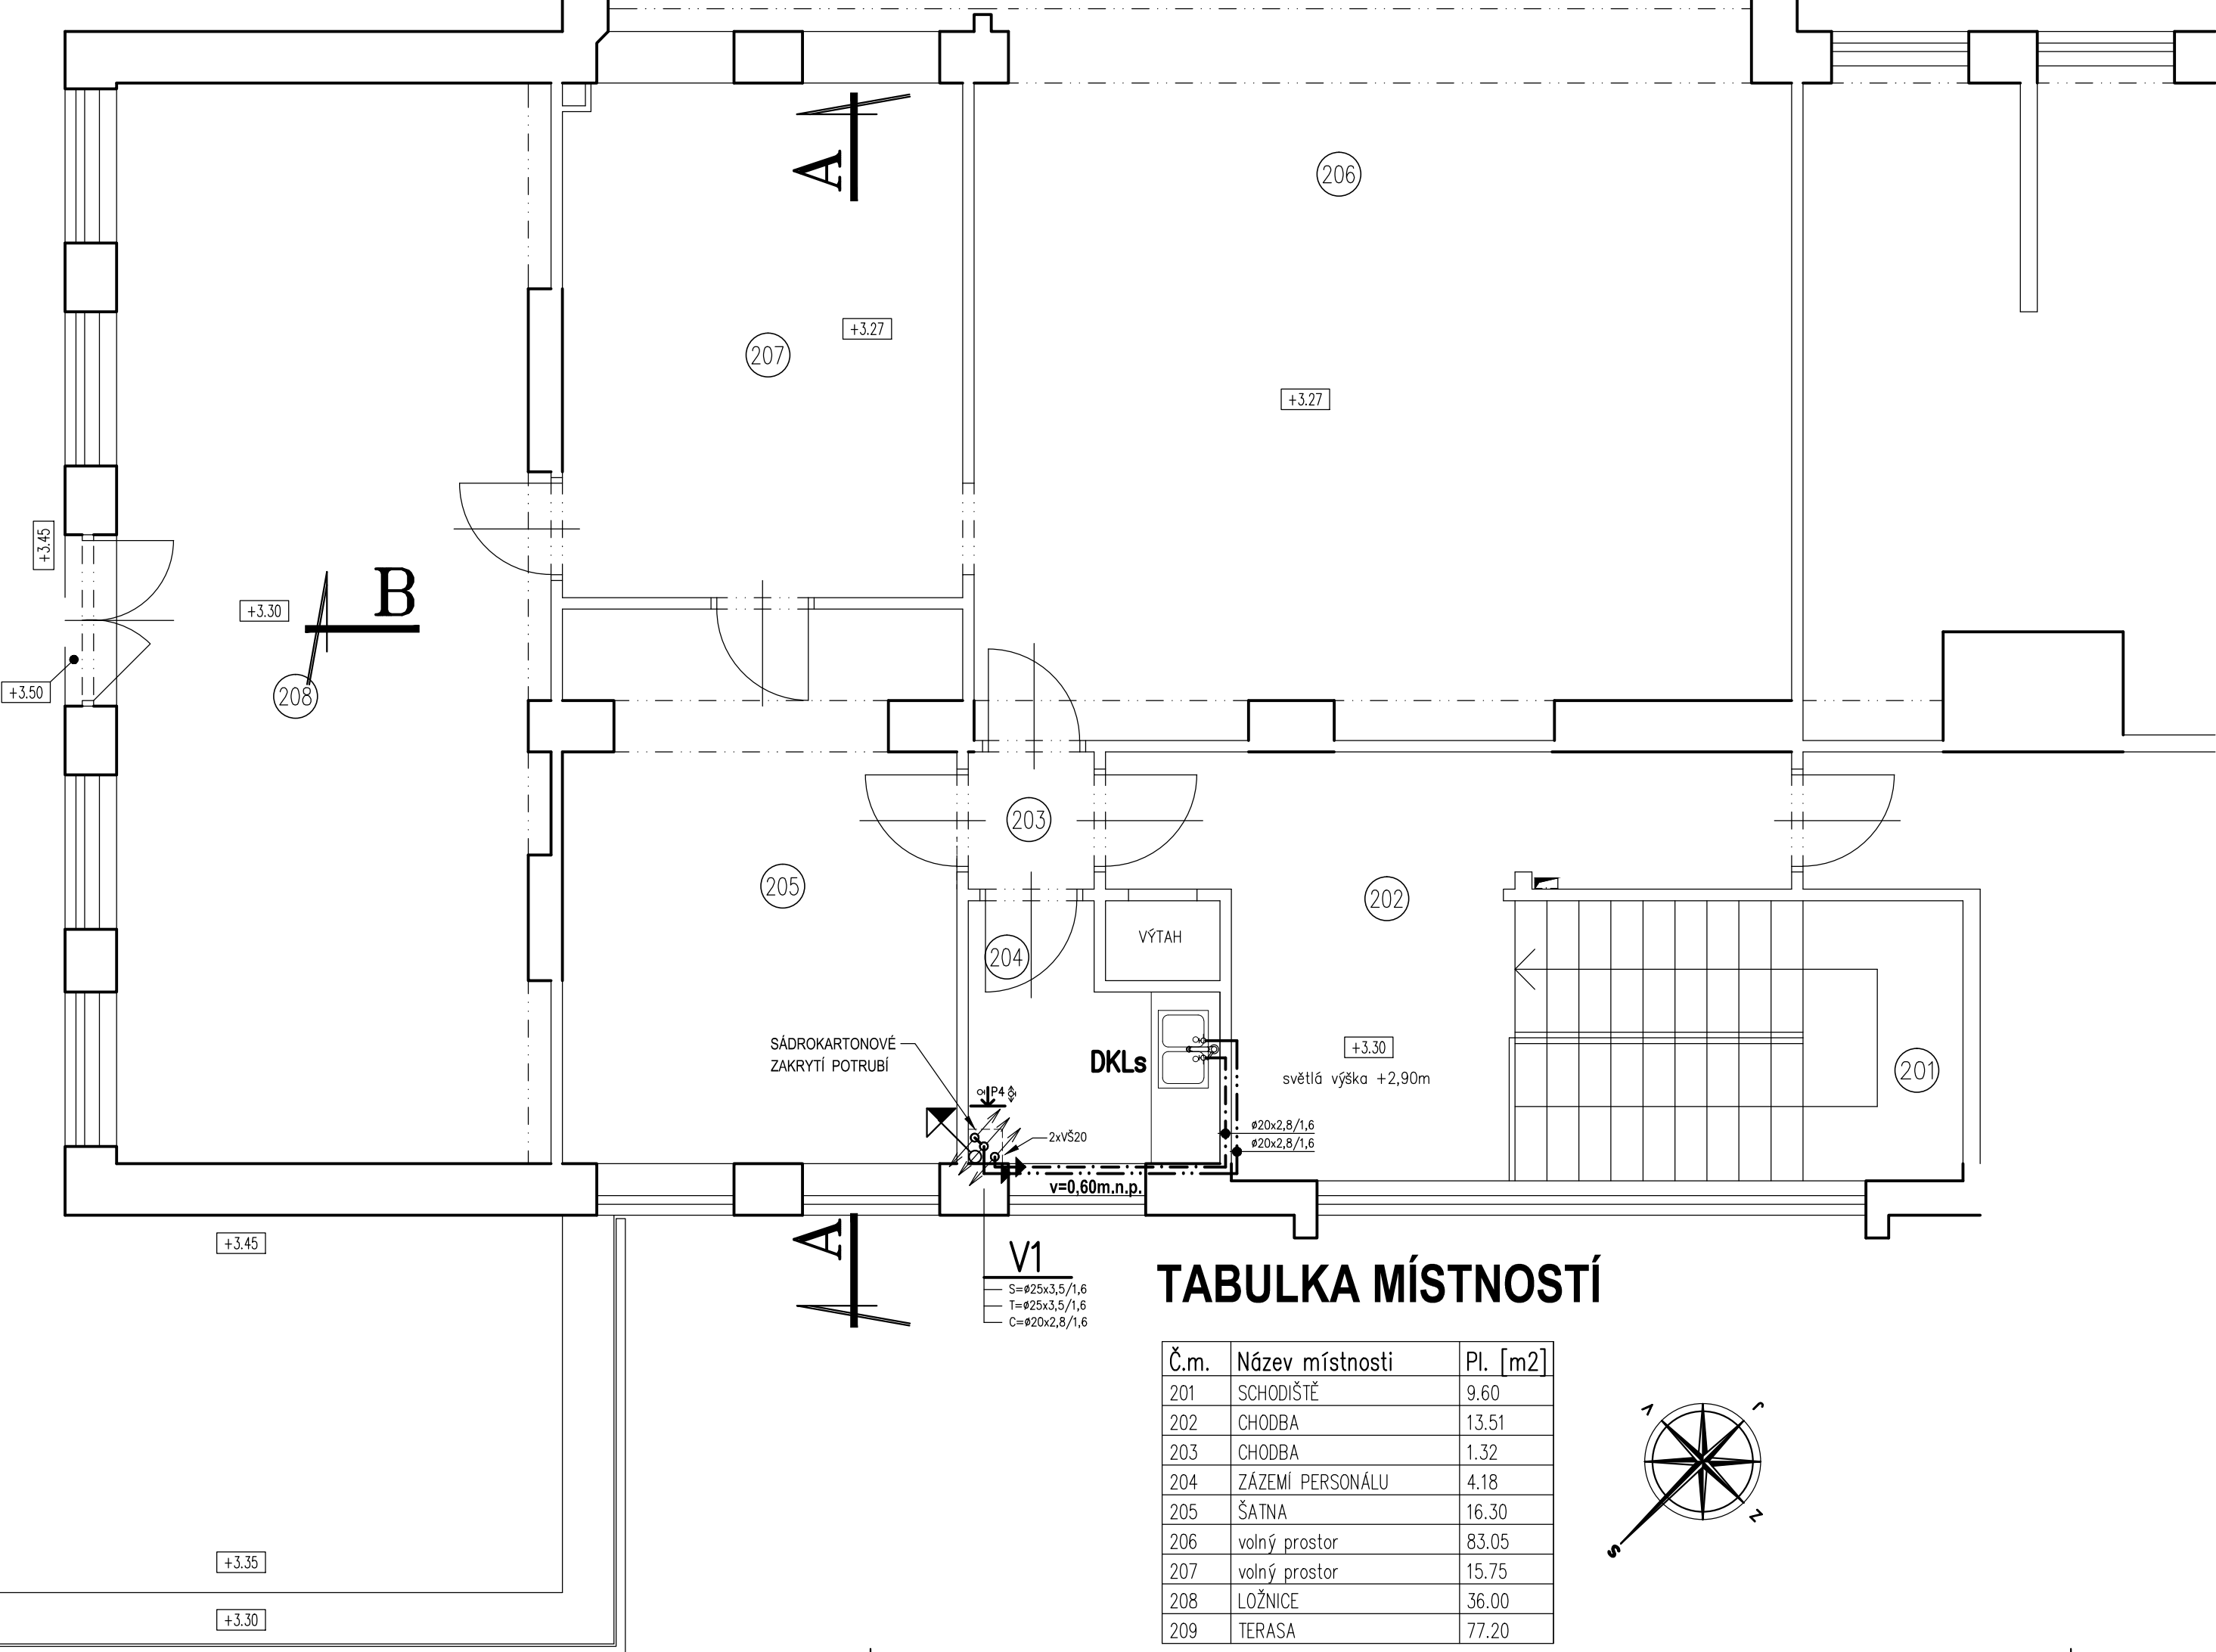 A
206
+3.27
207
+3.27
+3.45
B
+3.30
+3.50
208
203
205
202
VÝTAH
204
SÁDROKARTONOVÉ
ZAKRYTÍ POTRUBÍ
DKLs
+3.30
světlá výška +2,90m
201
P4
ø20x2,8/1,6
ø20x2,8/1,6
2xVŠ20
v=0,60m.n.p.
+3.45
A
V1
S=ø25x3,5/1,6
T=ø25x3,5/1,6
C=ø20x2,8/1,6
TABULKA MÍSTNOSTÍ
Č.m. Název místnosti Pl. [m2]
201 SCHODIŠTĚ 9.60
202 CHODBA 13.51
203 CHODBA 1.32
204 ZÁZEMÍ PERSONÁLU 4.18
205 ŠATNA 16.30
206 volný prostor 83.05
207 volný prostor 15.75
208 LOŽNICE 36.00
209 TERASA 77.20
V
J
Z
S
+3.35
+3.30